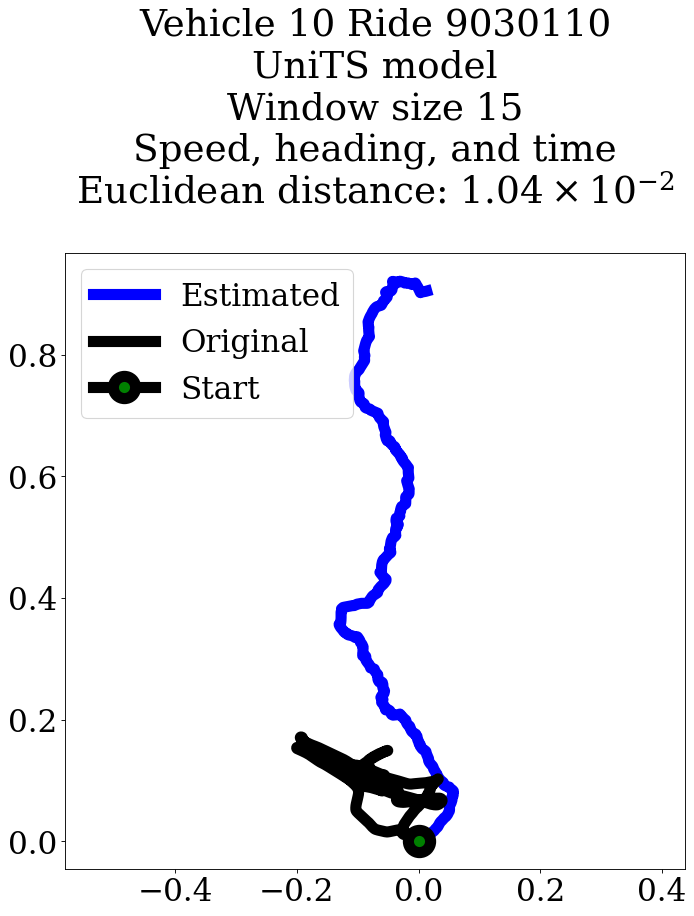 Vehicle 10 Ride 9030110
UniTS model
Window size 15
Speed, heading, and time
Euclidean distance: 1.04 × 10⁻²
Estimated
Original
Start
0.8
0.6
0.4
0.2
0.0
−0.4 −0.2 0.0 0.2 0.4